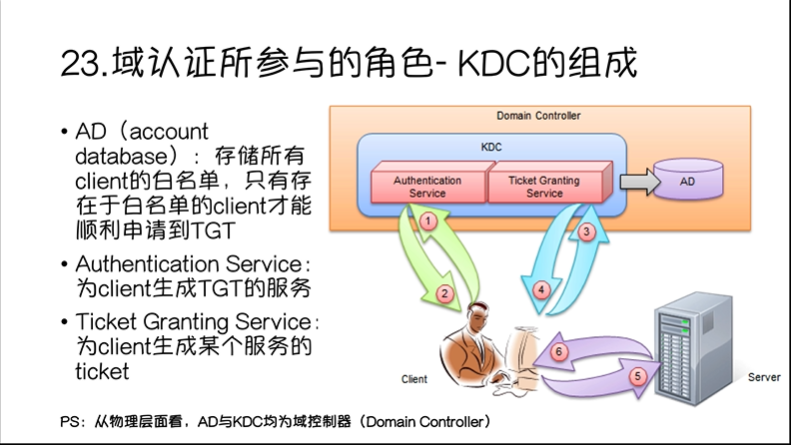 23.域认证所参与的角色- KDC的组成
• AD（account
database）：存储所有
client的白名单，只有存
在于白名单的client才能
顺利申请到TGT
• Authentication Service：
为client生成TGT的服务
• Ticket Granting Service：
为client生成某个服务的
ticket
Domain Controller
KDC
Authentication
Service
Ticket Granting
Service
AD
1
2
3
4
6
5
Client
Server
PS：从物理层面看，AD与KDC均为域控制器（Domain Controller）